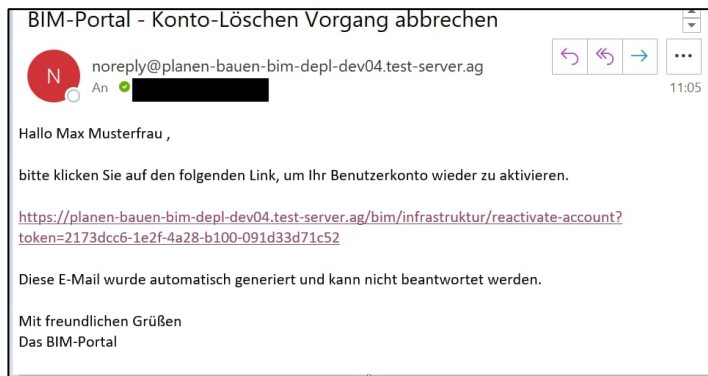 BIM-Portal - Konto-Löschen Vorgang abbrechen
N
noreply@planen-bauen-bim-depl-dev04.test-server.ag
An
11:05
Hallo Max Musterfrau ,
bitte klicken Sie auf den folgenden Link, um Ihr Benutzerkonto wieder zu aktivieren.
https://planen-bauen-bim-depl-dev04.test-server.ag/bim/infrastruktur/reactivate-account?
token=2173dcc6-1e2f-4a28-b100-091d33d71c52
Diese E-Mail wurde automatisch generiert und kann nicht beantwortet werden.
Mit freundlichen Grüßen
Das BIM-Portal